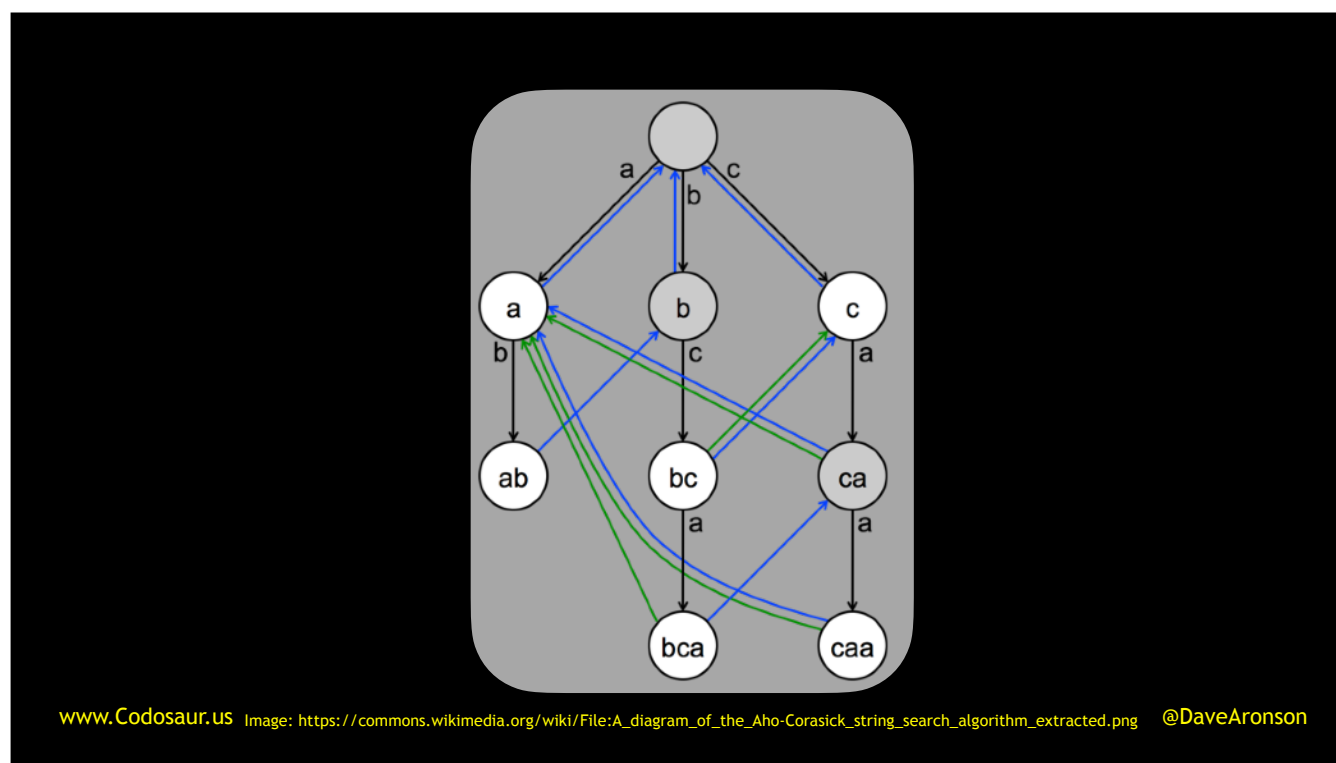 a
b
c
a
b
c
b
c
a
ab
bc
ca
a
a
bca
caa
www.Codosaur.us Image: https://commons.wikimedia.org/wiki/File:A_diagram_of_the_Aho-Corasick_string_search_algorithm_extracted.png @DaveAronson